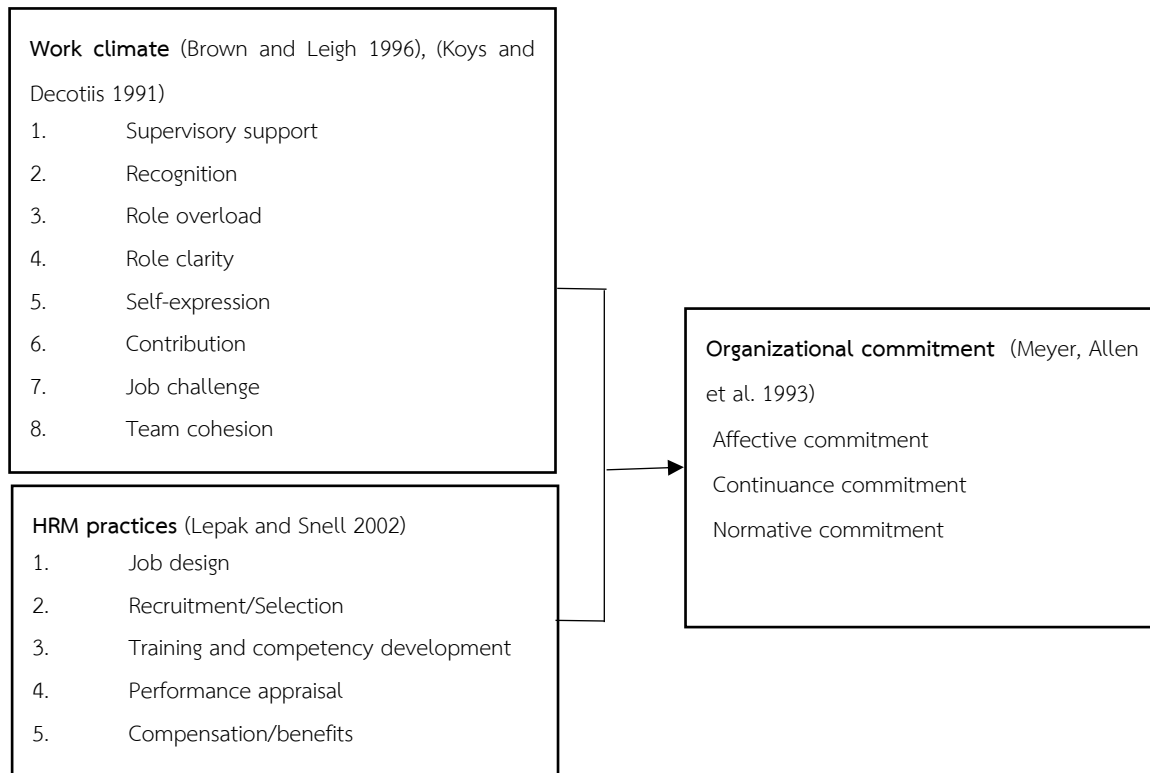 Work climate (Brown and Leigh 1996), (Koys and
Decotiis 1991)
1. Supervisory support
2. Recognition
3. Role overload
4. Role clarity
5. Self-expression
6. Contribution
7. Job challenge
8. Team cohesion
HRM practices (Lepak and Snell 2002)
1. Job design
2. Recruitment/Selection
3. Training and competency development
4. Performance appraisal
5. Compensation/benefits
Organizational commitment (Meyer, Allen
et al. 1993)
Affective commitment
Continuance commitment
Normative commitment